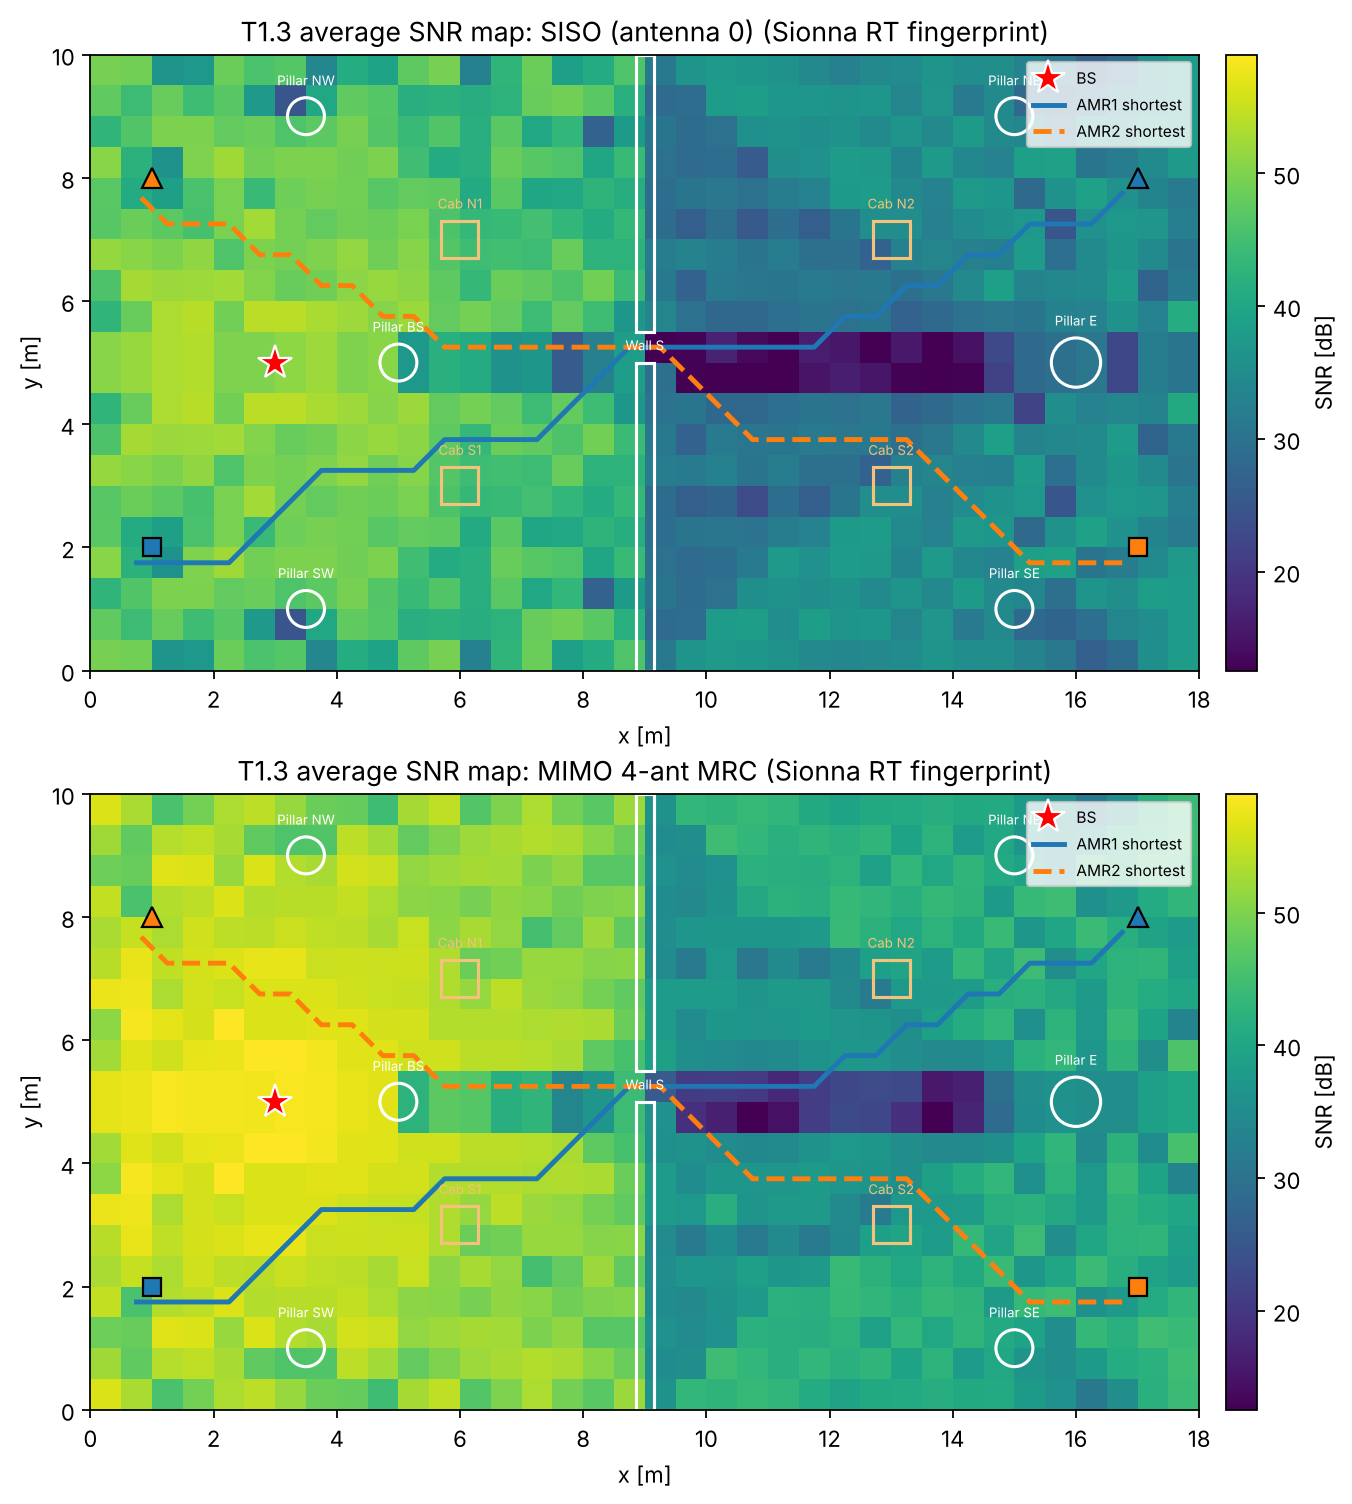 T1.3 average SNR map: SISO (antenna 0) (Sionna RT fingerprint)
10
8
6
4
2
0
y [m]
Pillar NW
Cab N1
Pillar BS
Cab S1
Pillar SW
Wall S
Cab N2
Cab S2
Pillar E
Pillar SE
BS
AMR1 shortest
AMR2 shortest
0 2 4 6 8 10 12 14 16 18
x [m]
50
40
30
20
SNR [dB]
T1.3 average SNR map: MIMO 4-ant MRC (Sionna RT fingerprint)
10
8
6
4
2
0
y [m]
Pillar NW
Cab N1
Pillar BS
Cab S1
Pillar SW
Wall S
Cab N2
Cab S2
Pillar E
Pillar SE
BS
AMR1 shortest
AMR2 shortest
0 2 4 6 8 10 12 14 16 18
x [m]
50
40
30
20
SNR [dB]